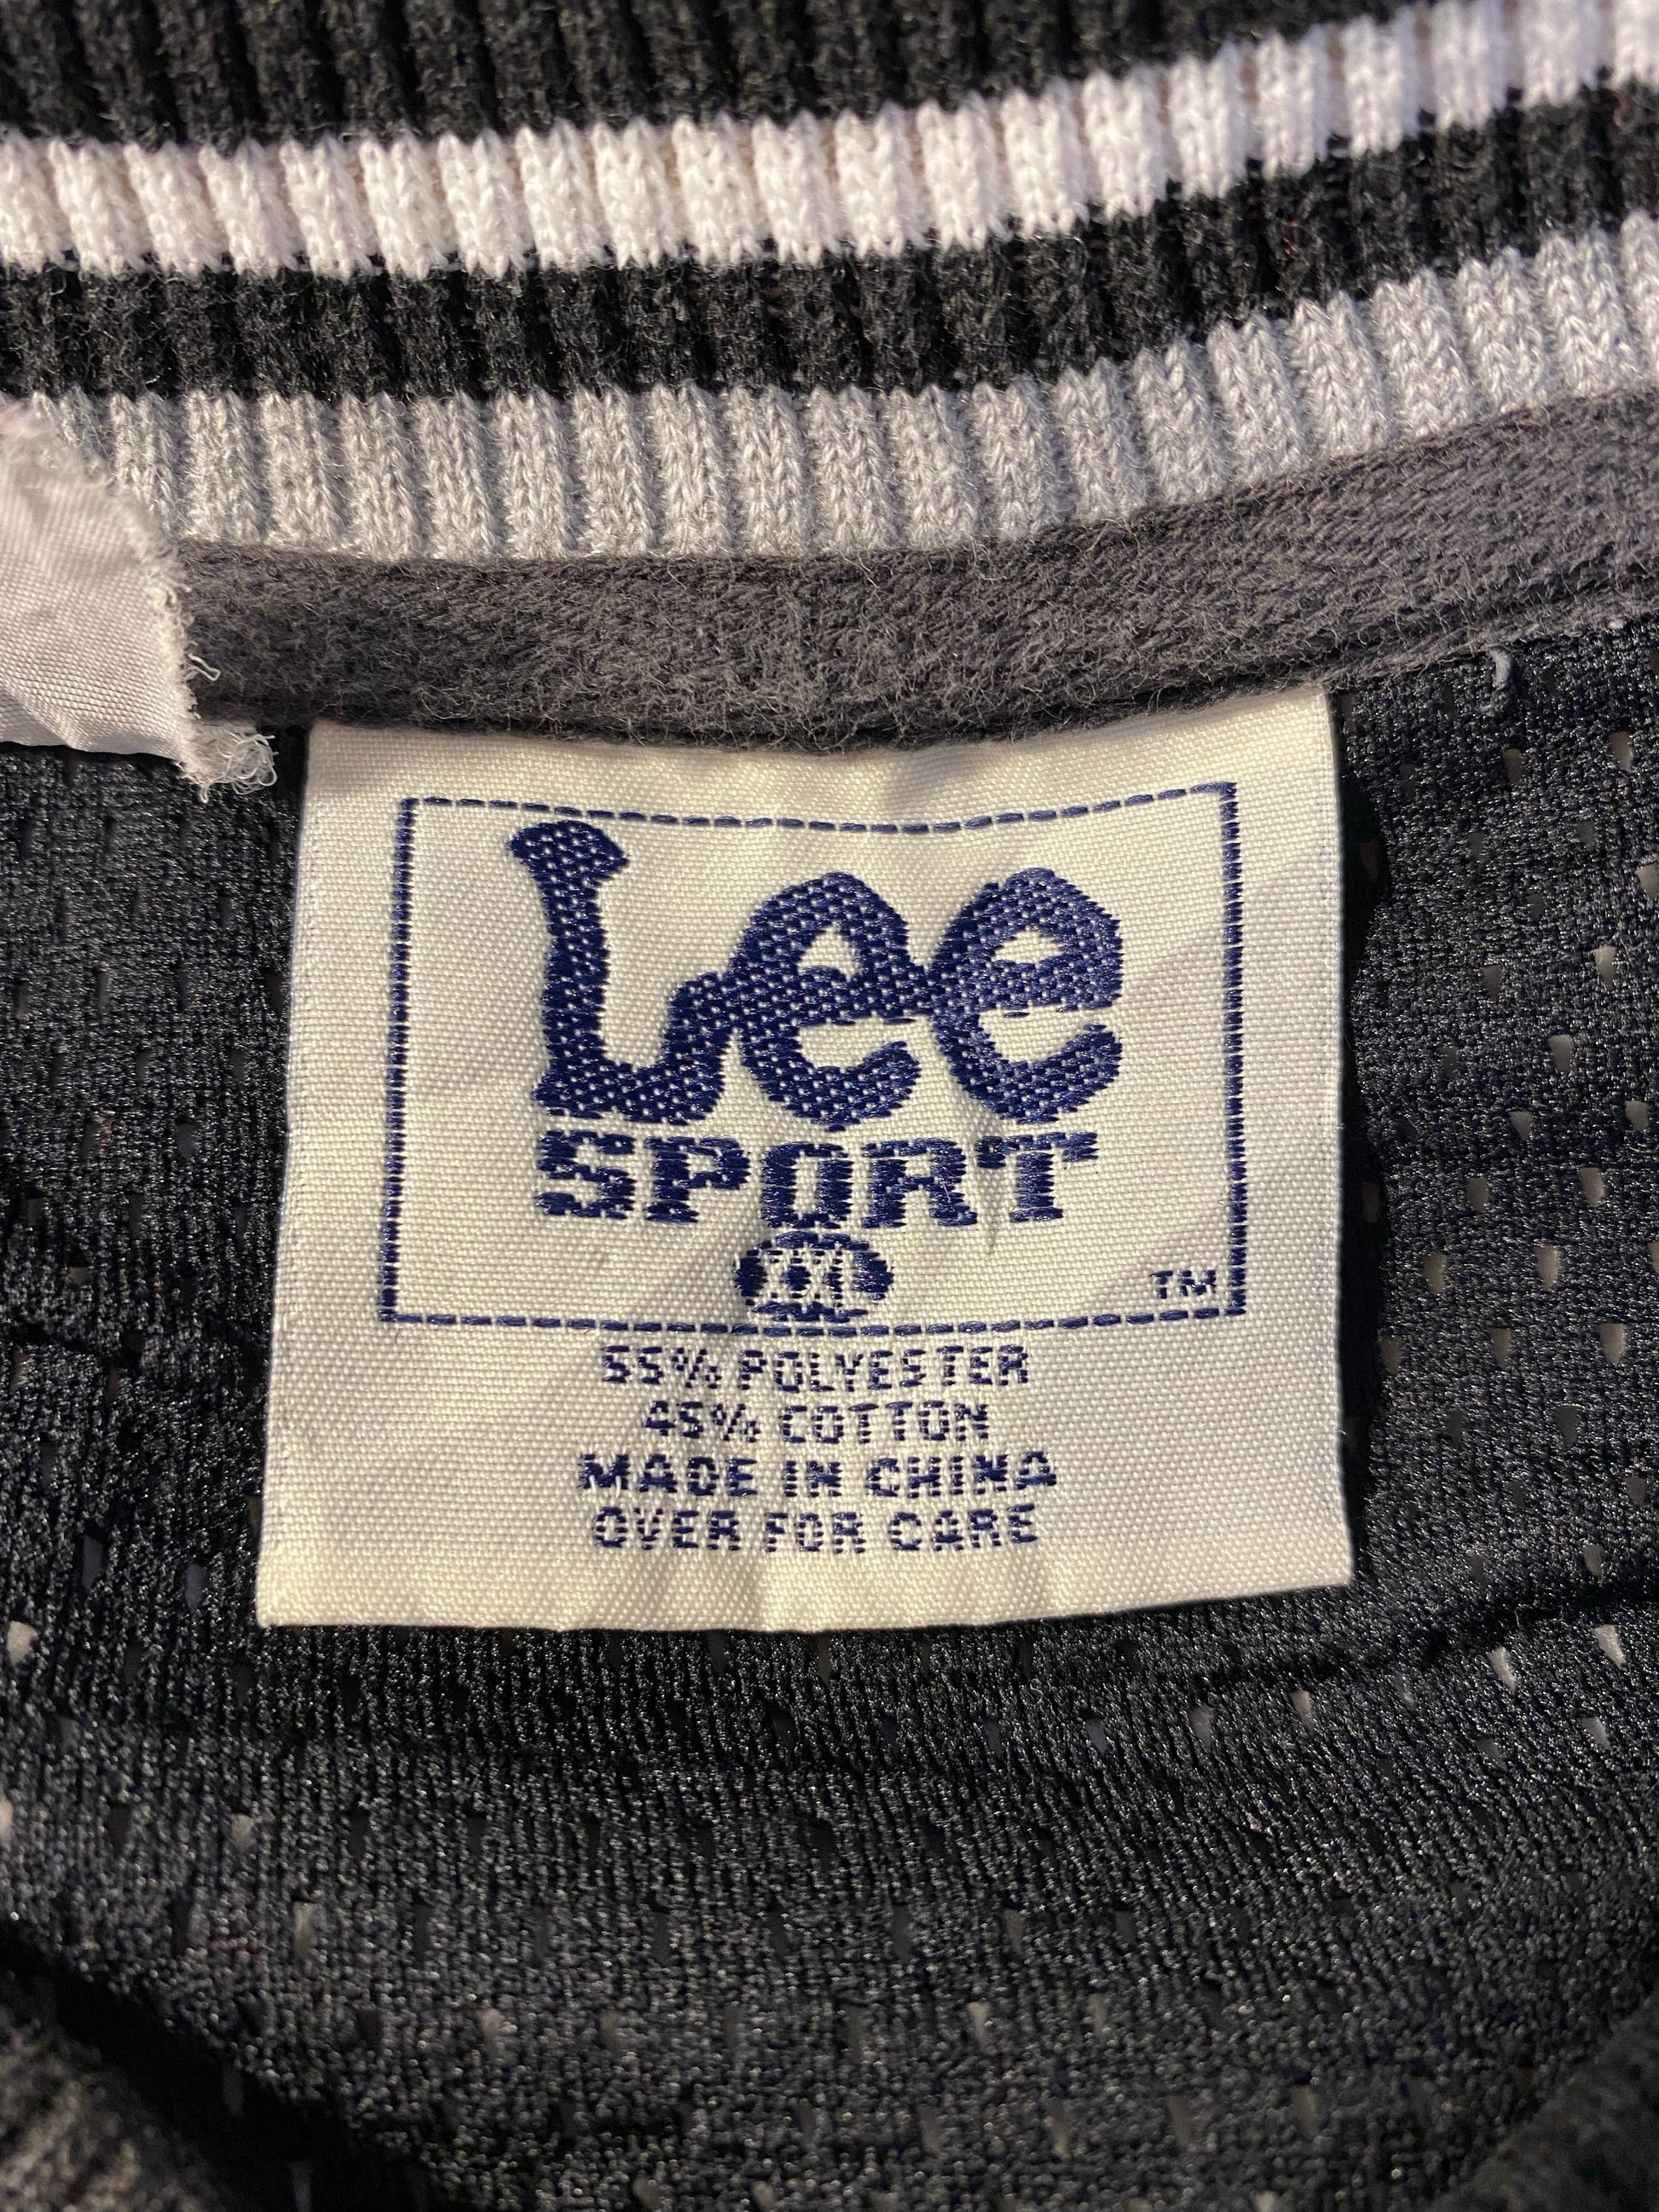 Lee
SPORT
XXL
TM
55% POLYESTER
45% COTTON
MADE IN CHINA
OVER FOR CARE